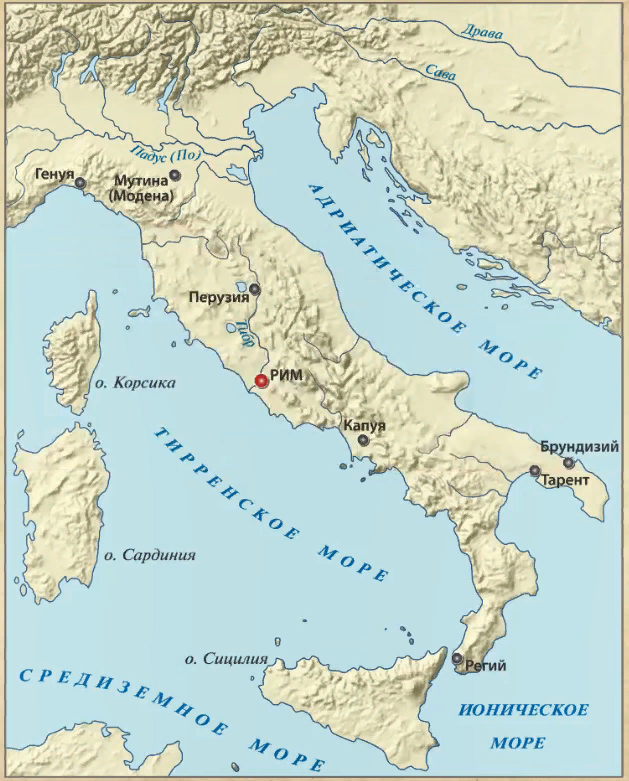 Драва
Сава
Падус (По)
Генуя
Мутина
(Модена)
АДРИАТИЧЕСКОЕ МОРЕ
Перузия
Тибр
РИМ
о. Корсика
Капуя
Брундизий
Тарент
ТИРРЕНСКОЕ МОРЕ
о. Сардиния
о. Сицилия
Регий
СРЕДИЗЕМНОЕ МОРЕ
ИОНИЧЕСКОЕ
МОРЕ